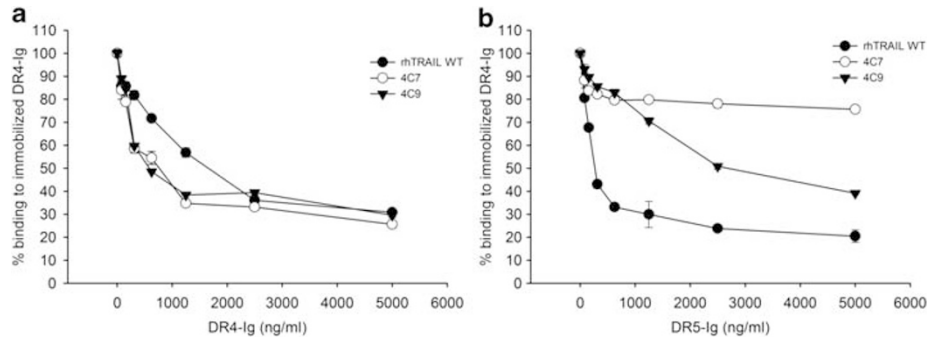 a
% binding to immobilized DR4-Ig
110
100
90
80
70
60
50
40
30
20
10
0
0 1000 2000 3000 4000 5000 6000
DR4-Ig (ng/ml)
rhTRAIL WT
4C7
4C9
b
% binding to immobilized DR4-Ig
110
100
90
80
70
60
50
40
30
20
10
0
0 1000 2000 3000 4000 5000 6000
DR5-Ig (ng/ml)
rhTRAIL WT
4C7
4C9